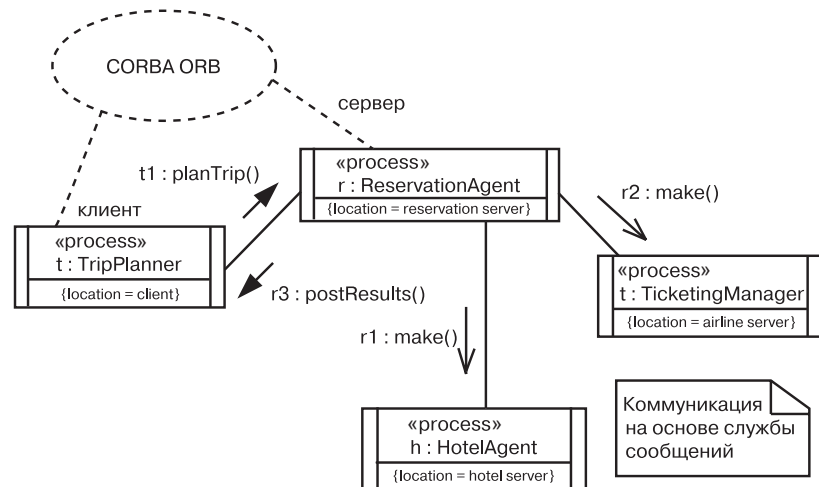 CORBA ORB
сервер
«process»
r : ReservationAgent
{location = reservation server}
t1 : planTrip()
r2 : make()
клиент
«process»
t : TripPlanner
{location = client}
r3 : postResults()
«process»
t : TicketingManager
{location = airline server}
r1 : make()
«process»
h : HotelAgent
{location = hotel server}
Коммуникация
на основе службы
сообщений